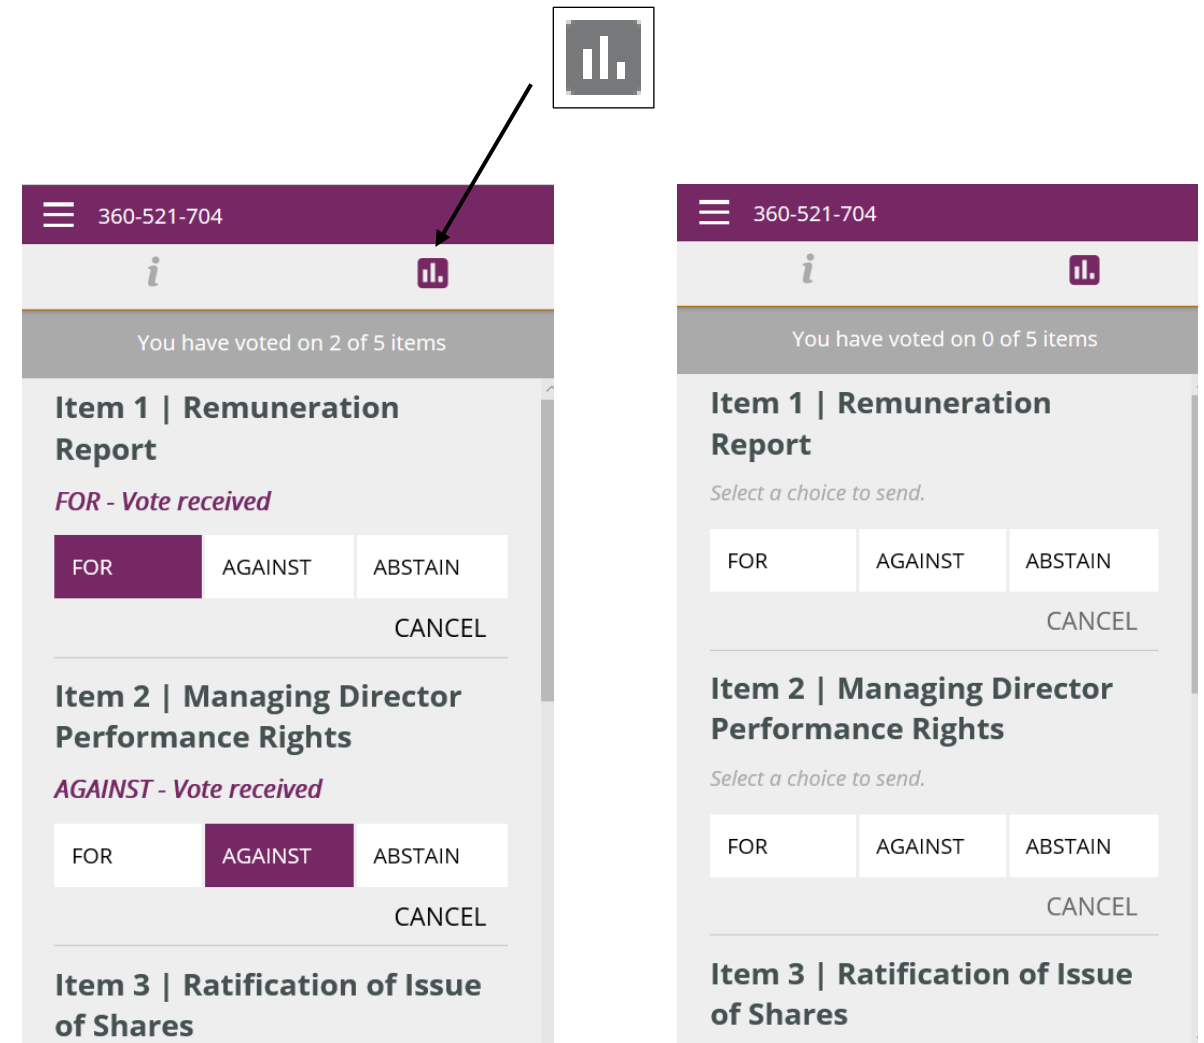 360-521-704
i
You have voted on 2 of 5 items
Item 1 | Remuneration
Report
FOR - Vote received
FOR AGAINST ABSTAIN
CANCEL
Item 2 | Managing Director
Performance Rights
AGAINST - Vote received
FOR AGAINST ABSTAIN
CANCEL
Item 3 | Ratification of Issue
of Shares
360-521-704
i
You have voted on 0 of 5 items
Item 1 | Remuneration
Report
Select a choice to send.
FOR AGAINST ABSTAIN
CANCEL
Item 2 | Managing Director
Performance Rights
Select a choice to send.
FOR AGAINST ABSTAIN
CANCEL
Item 3 | Ratification of Issue
of Shares